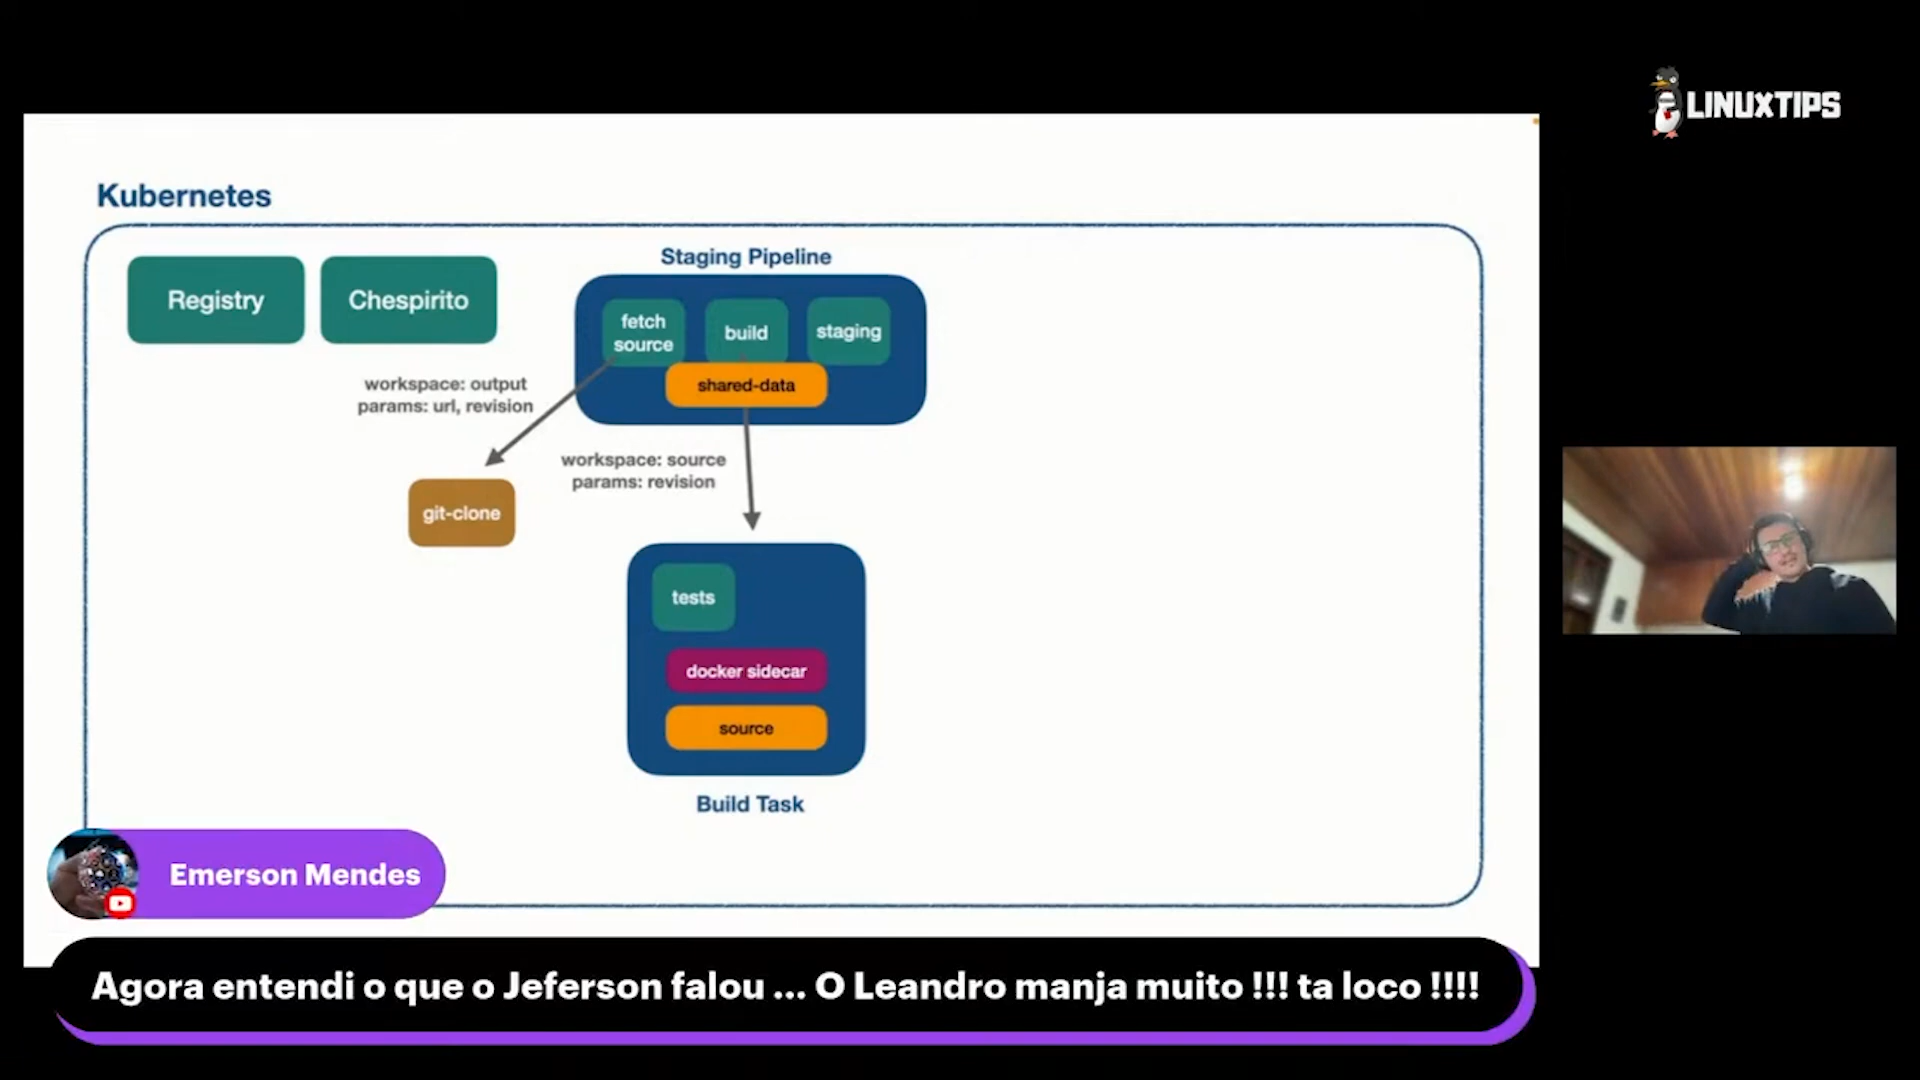 LINUXTIPS
Kubernetes
Registry
Chespirito
Staging Pipeline
fetch
source
build
staging
shared-data
workspace: output
params: url, revision
workspace: source
params: revision
git-clone
tests
docker sidecar
source
Build Task
Emerson Mendes
Agora entendi o que o Jeferson falou ... O Leandro manja muito !!! ta loco !!!!